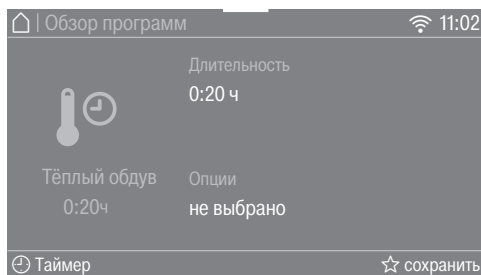 | Обзор программ 11:02
Длительность
0:20 ч
Тёплый обдув
0:20ч
Опции
не выбрано
Таймер сохранить